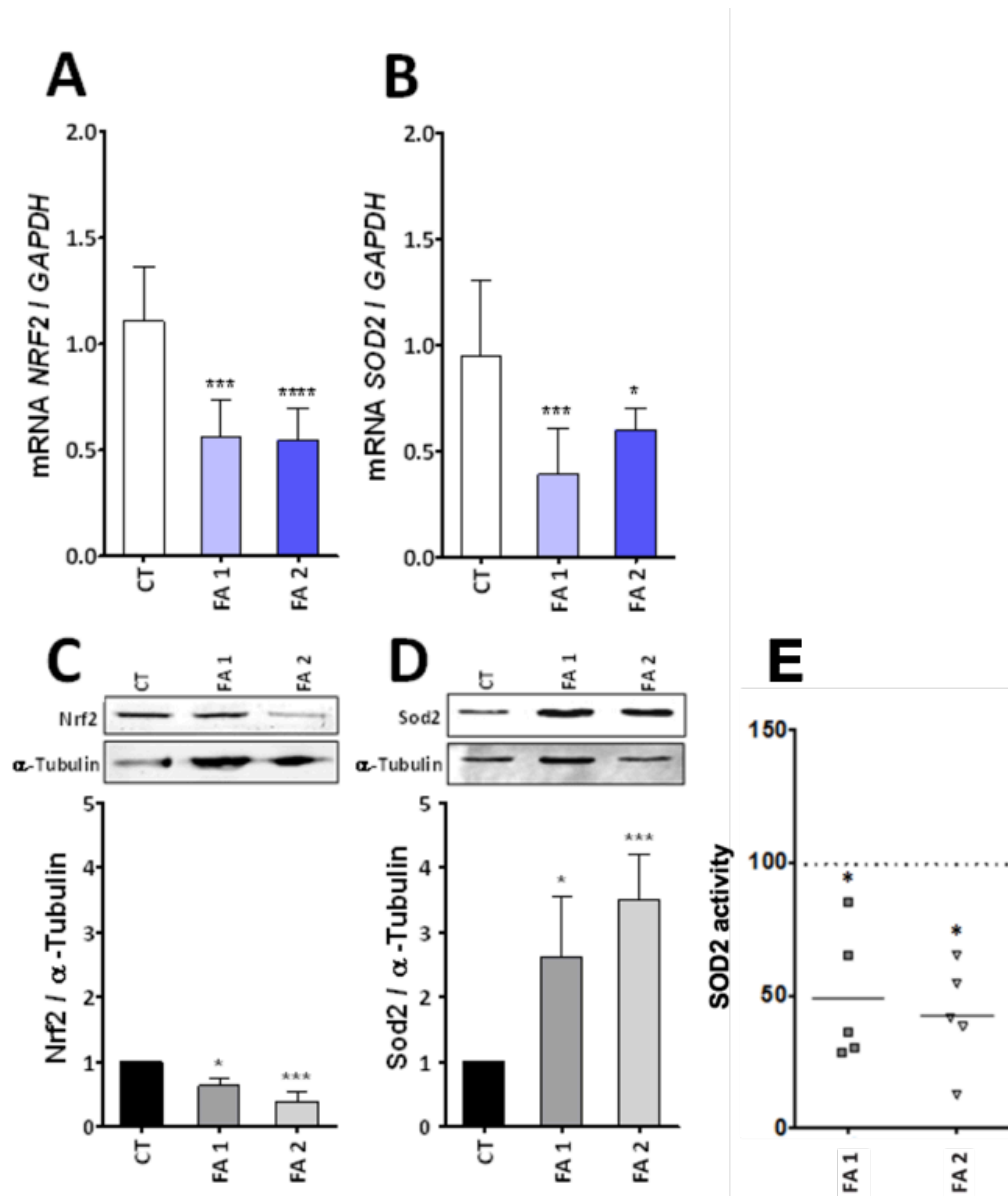 A
2.0
1.5
1.0
0.5
0.0
mRNA NRF2 / GAPDH
***
****
CT
FA 1
FA 2
B
2.0
1.5
1.0
0.5
0.0
mRNA SOD2 / GAPDH
***
*
CT
FA 1
FA 2
C
CT
FA 1
FA 2
Nrf2
α-Tubulin
5
4
3
2
1
0
Nrf2 / α -Tubulin
*
***
CT
FA 1
FA 2
D
CT
FA 1
FA 2
Sod2
α-Tubulin
5
4
3
2
1
0
Sod2 / α -Tubulin
*
***
CT
FA 1
FA 2
E
150
100
50
0
SOD2 activity
*
*
FA 1
FA 2